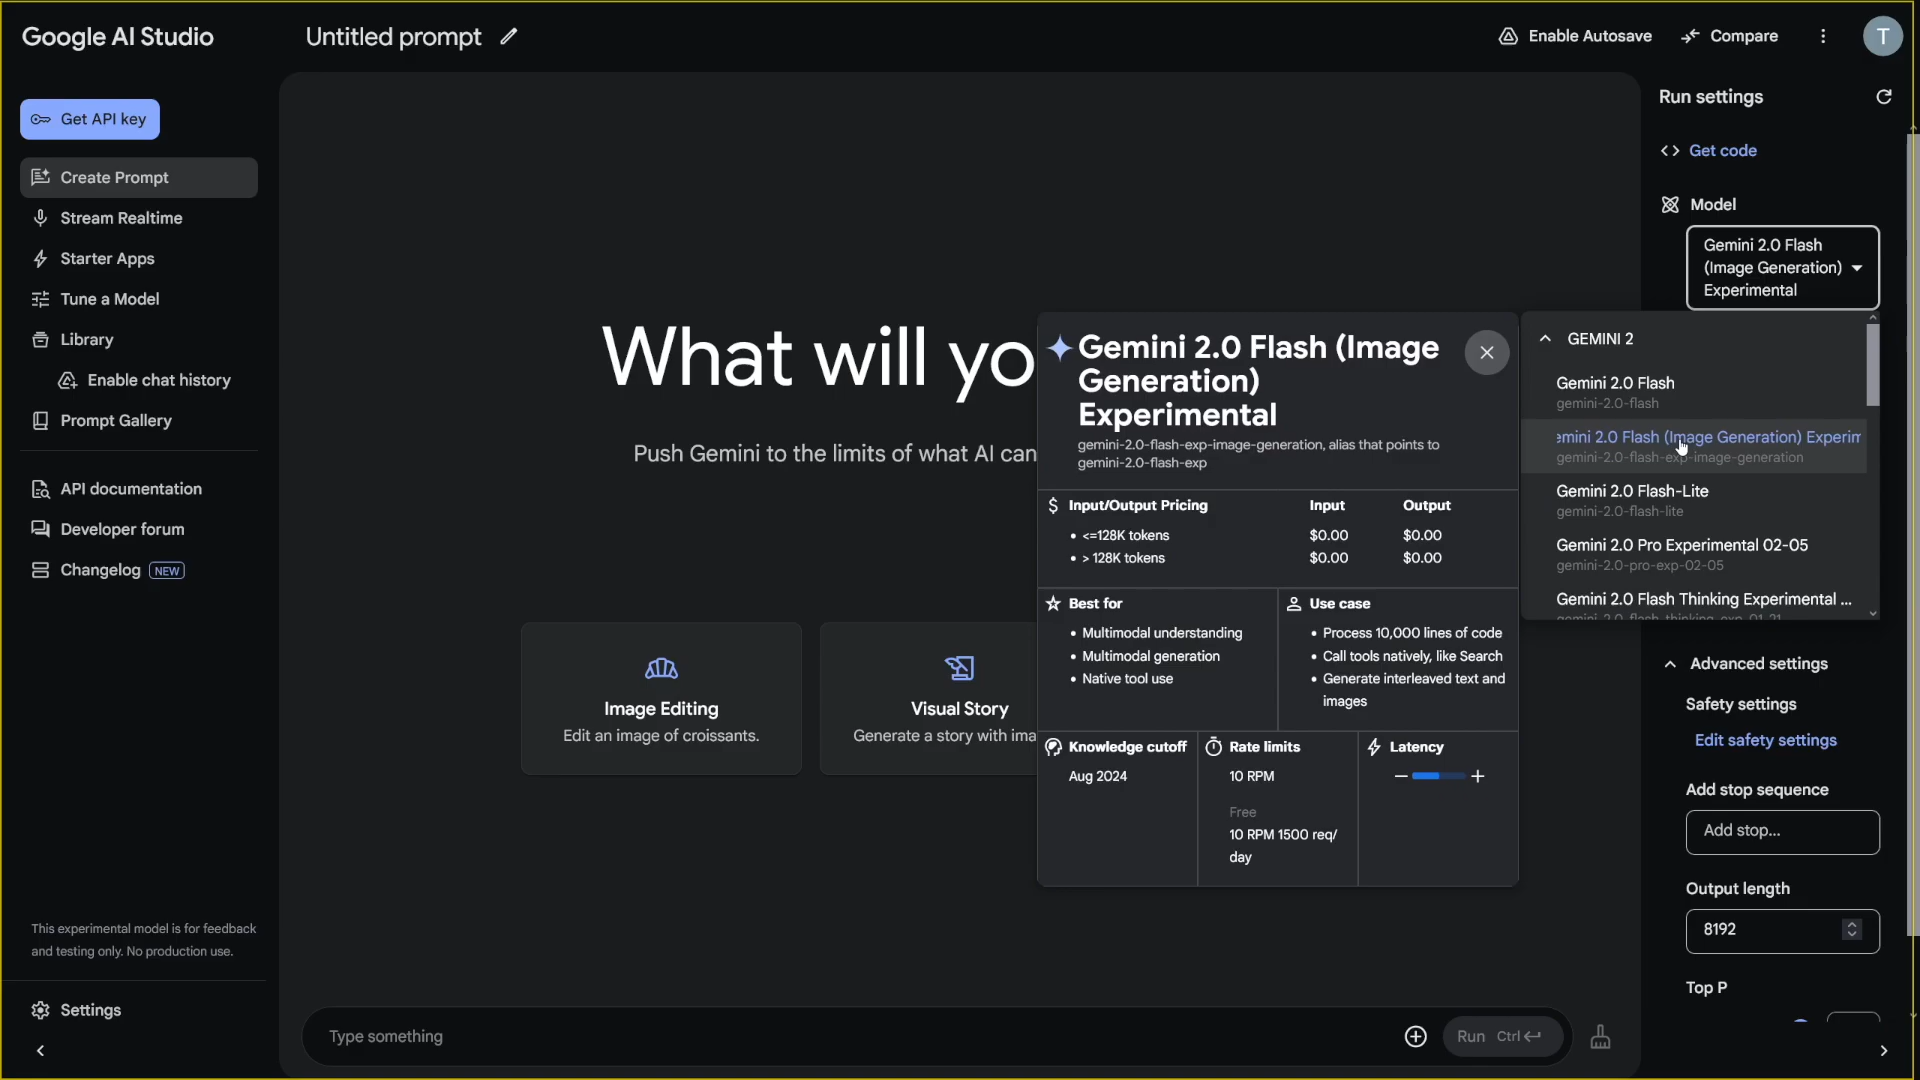 Google AI Studio
Untitled prompt
Enable Autosave
Compare
T
Get API key
Create Prompt
Stream Realtime
Starter Apps
Tune a Model
Library
Enable chat history
Prompt Gallery
API documentation
Developer forum
Changelog NEW
This experimental model is for feedback
and testing only. No production use.
Settings
What will yo
Push Gemini to the limits of what AI can
Image Editing
Edit an image of croissants.
Visual Story
Generate a story with ima
Type something
Run Ctrl
Gemini 2.0 Flash (Image
Generation)
Experimental
gemini-2.0-flash-exp-image-generation, alias that points to
gemini-2.0-flash-exp
Input/Output Pricing Input Output
• <=128K tokens $0.00 $0.00
• > 128K tokens $0.00 $0.00
Best for
• Multimodal understanding
• Multimodal generation
• Native tool use
Use case
• Process 10,000 lines of code
• Call tools natively, like Search
• Generate interleaved text and
images
Knowledge cutoff
Aug 2024
Rate limits
10 RPM
Free
10 RPM 1500 req/
day
Latency
Run settings
Get code
Model
Gemini 2.0 Flash
(Image Generation)
Experimental
GEMINI 2
Gemini 2.0 Flash
gemini-2.0-flash
emini 2.0 Flash (Image Generation) Experim
gemini-2.0-flash-exp-image-generation
Gemini 2.0 Flash-Lite
gemini-2.0-flash-lite
Gemini 2.0 Pro Experimental 02-05
gemini-2.0-pro-exp-02-05
Gemini 2.0 Flash Thinking Experimental ...
gemini-2.0-flash-thinking-exp-01-21
Advanced settings
Safety settings
Edit safety settings
Add stop sequence
Add stop...
Output length
8192
Top P